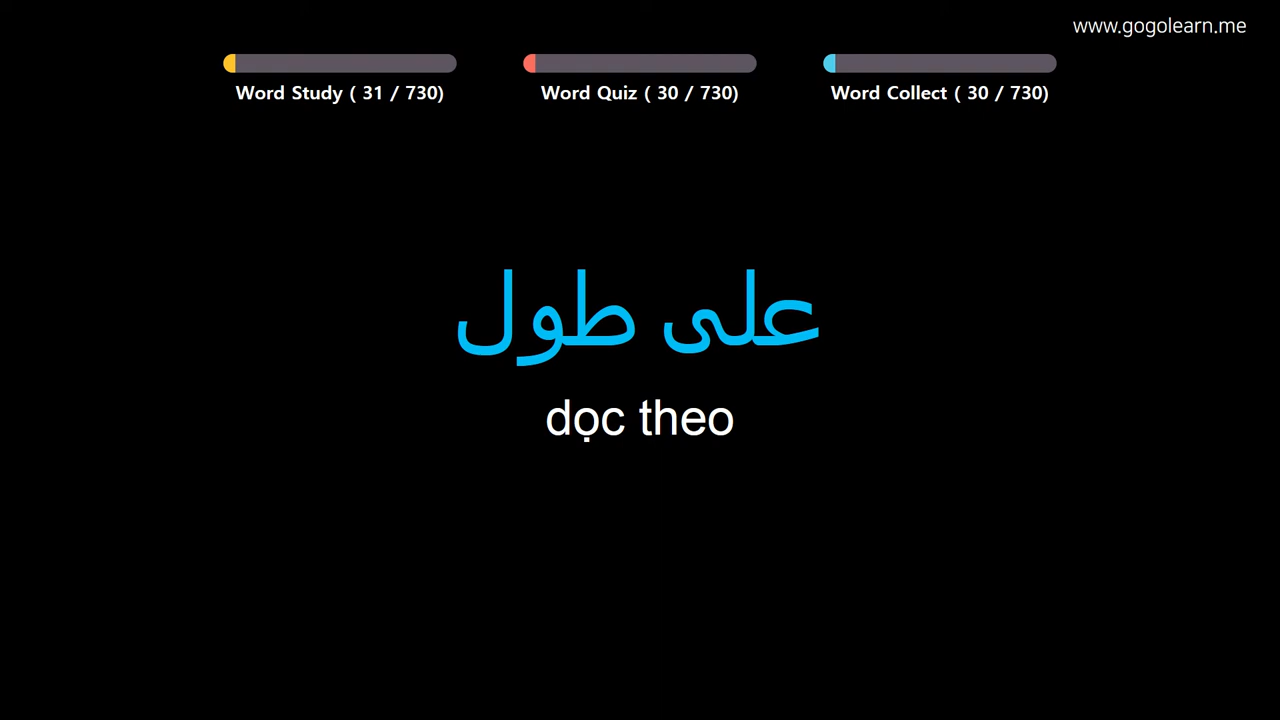 www.gogolearn.me
Word Study ( 31 / 730)
Word Quiz ( 30 / 730)
Word Collect ( 30 / 730)
على طول
dọc theo